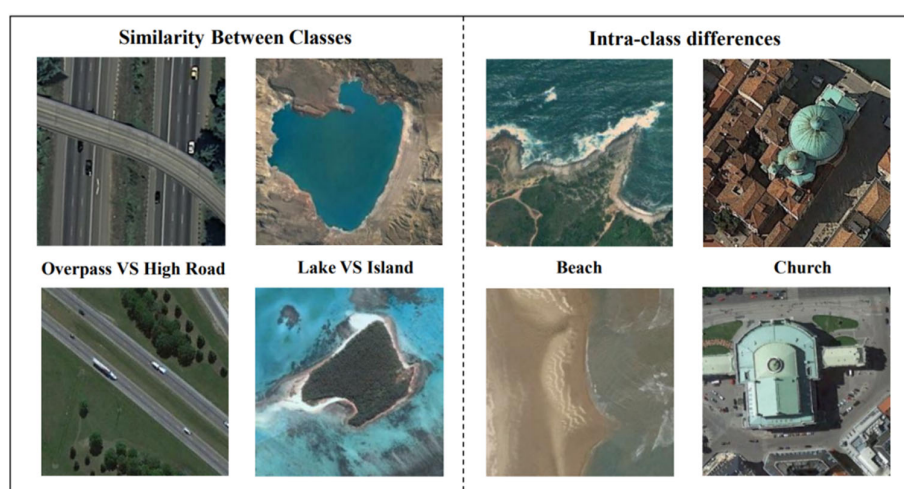 Similarity Between Classes
Intra-class differences
Overpass VS High Road
Lake VS Island
Beach
Church